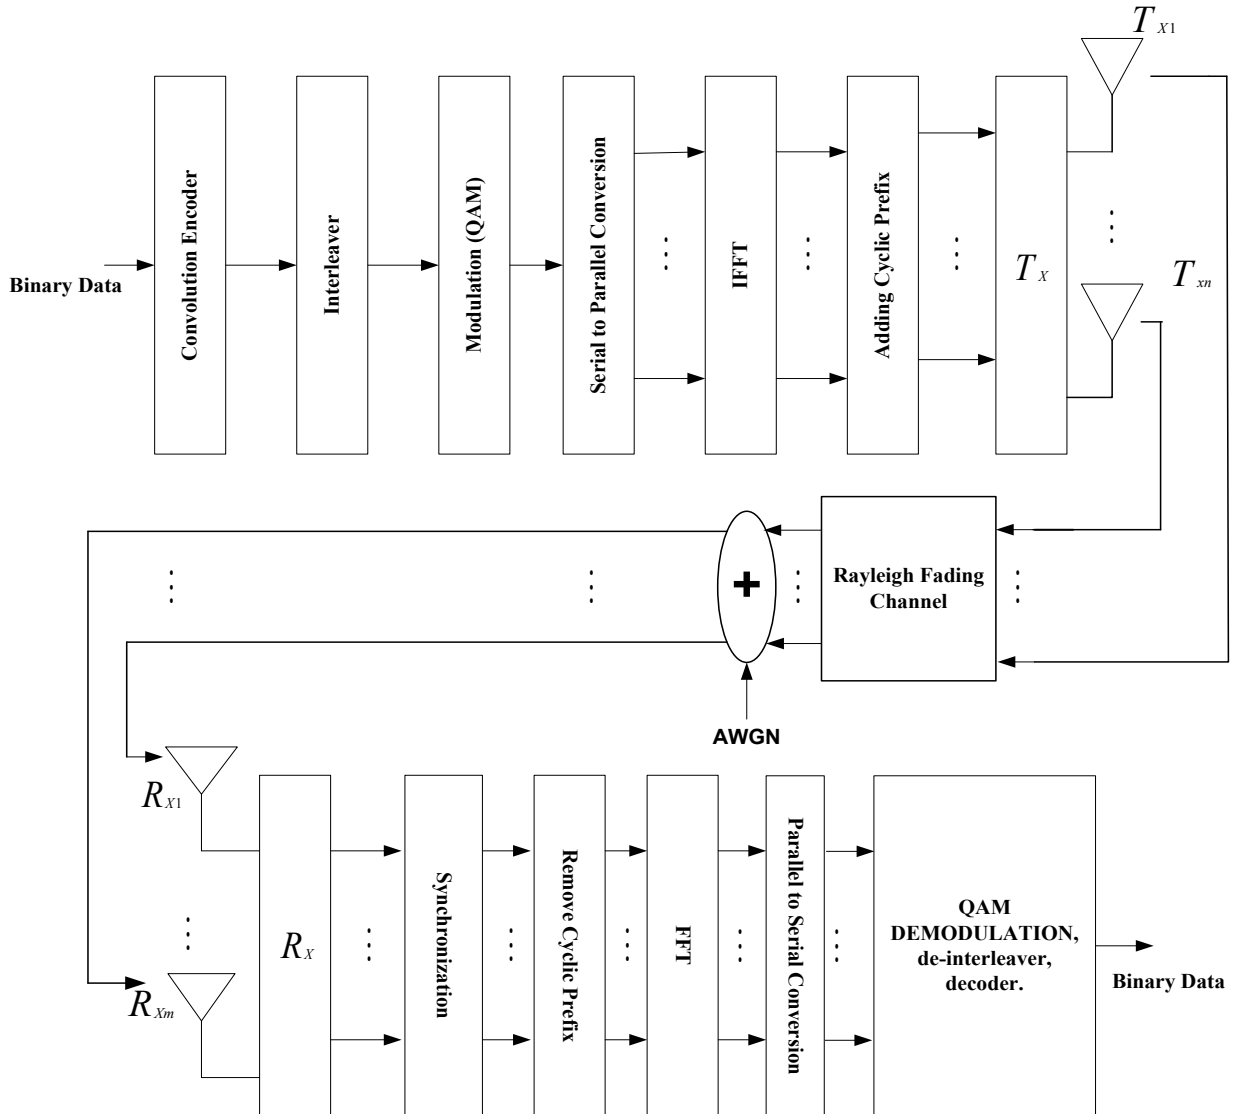 T X1
Binary Data
Convolution Encoder
Interleaver
Modulation (QAM)
Serial to Parallel Conversion
IFFT
Adding Cyclic Prefix
T X
T xn
+
Rayleigh Fading
Channel
AWGN
R X1
R Xm
R X
Synchronization
Remove Cyclic Prefix
FFT
Parallel to Serial Conversion
QAM
DEMODULATION,
de-interleaver,
decoder.
Binary Data